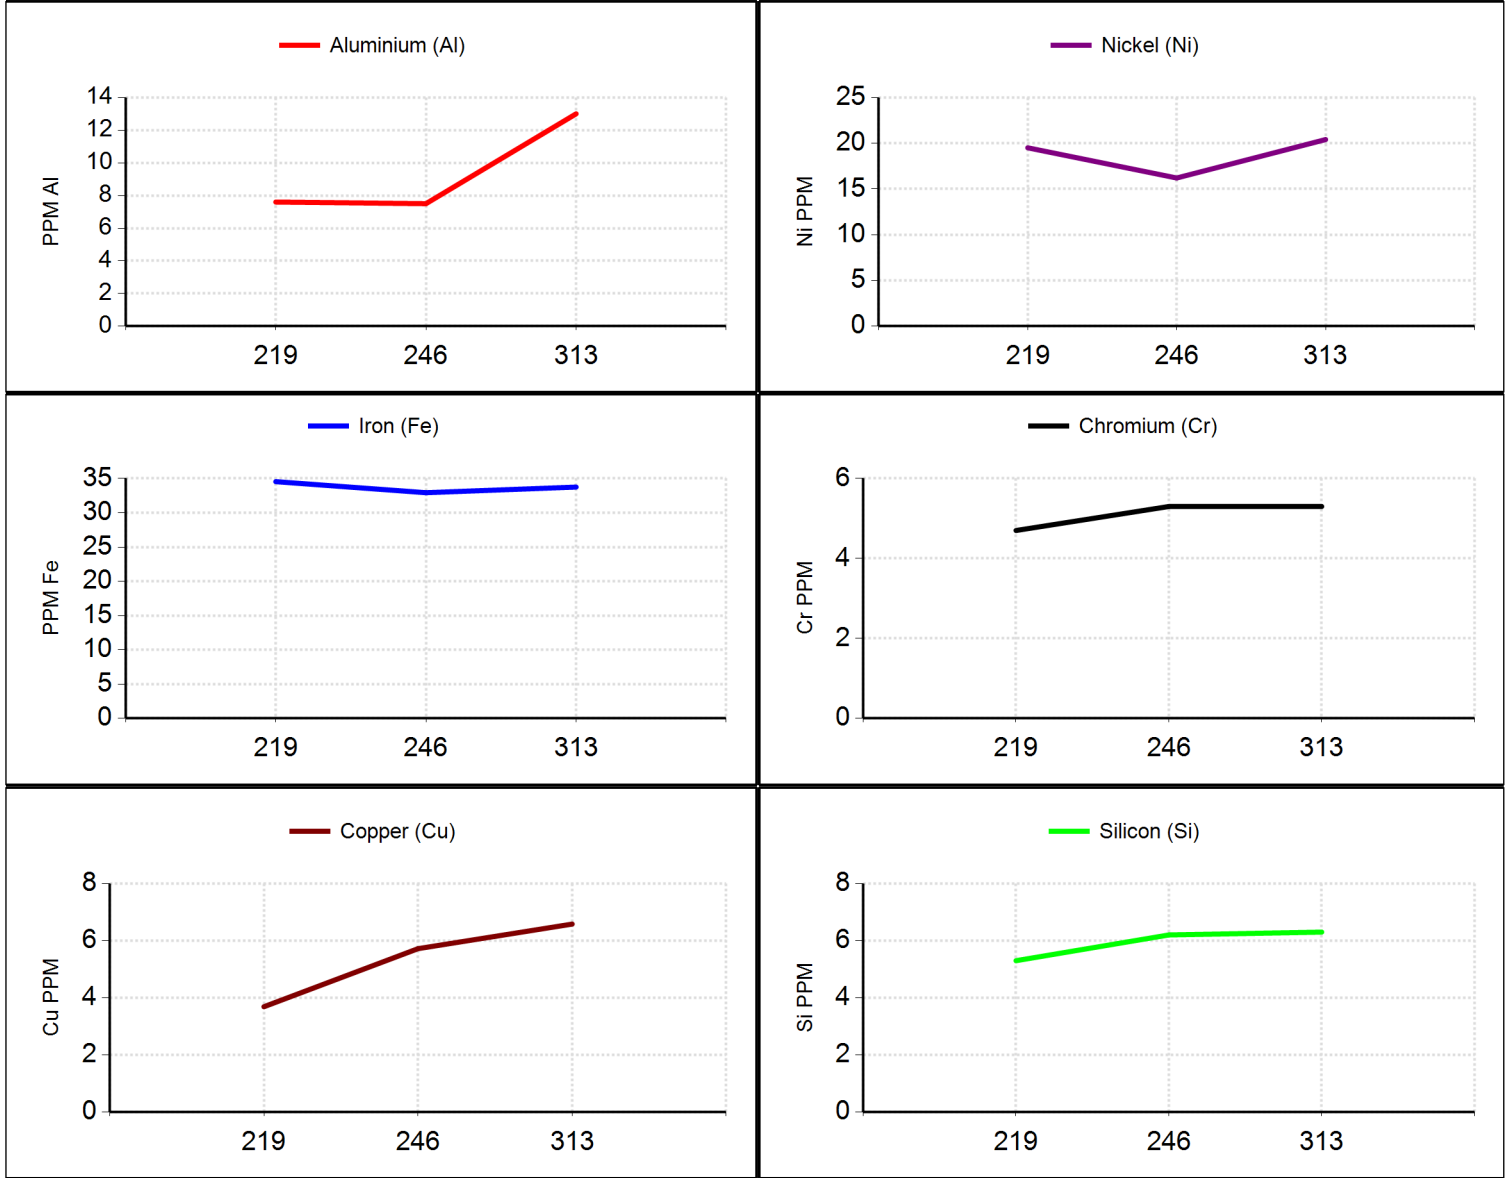 Aluminium (Al)
14
12
10
8
6
4
2
0
PPM Al
219 246 313
Nickel (Ni)
25
20
15
10
5
0
Ni PPM
219 246 313
Iron (Fe)
35
30
25
20
15
10
5
0
PPM Fe
219 246 313
Chromium (Cr)
6
4
2
0
Cr PPM
219 246 313
Copper (Cu)
8
6
4
2
0
Cu PPM
219 246 313
Silicon (Si)
8
6
4
2
0
Si PPM
219 246 313